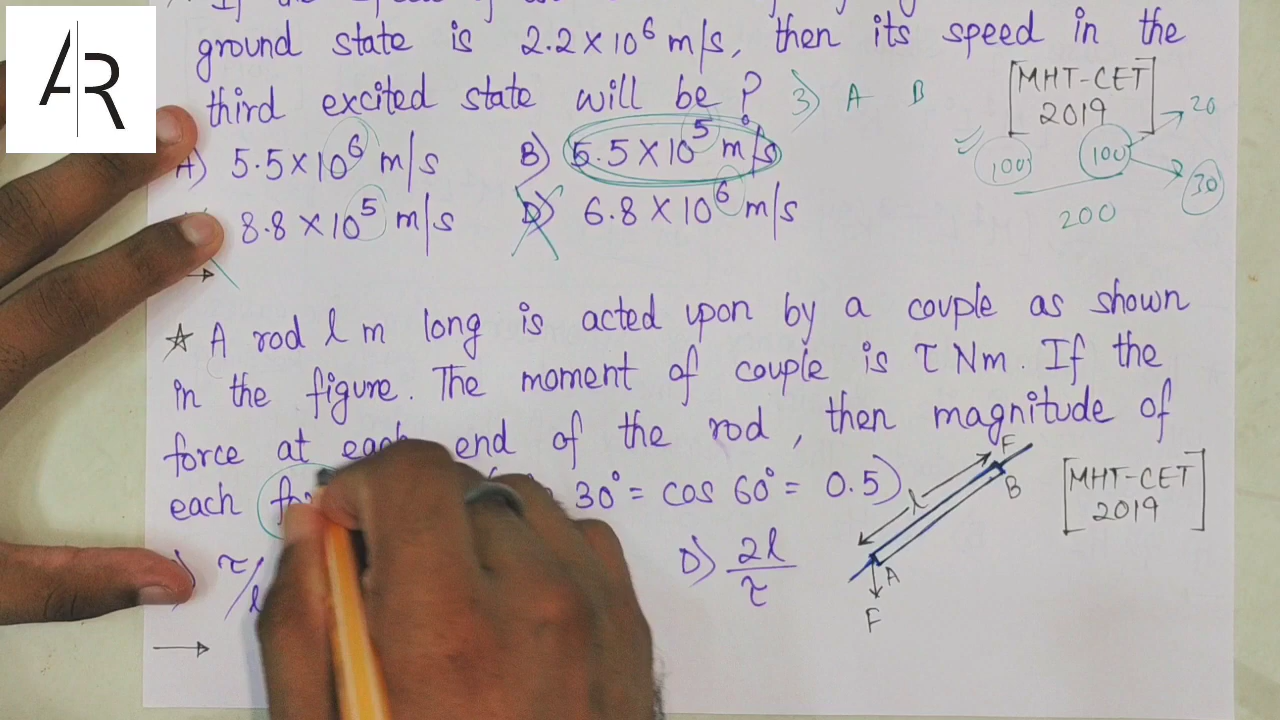 AR
ground state is 2.2×10⁶ m/s, then its speed in the
third excited state will be ? 3) A B
[MHT-CET 2019]
A) 5.5×10⁶ m/s B) 5.5×10⁵ m/s
100 100 20
30
8.8×10⁵ m/s D) 6.8×10⁶ m/s
200
→
☆ A rod l m long is acted upon by a couple as shown
in the figure. The moment of couple is τ Nm. If the
force at each end of the rod, then magnitude of
each 30° = cos 60° = 0.5)
[MHT-CET 2019]
) τ/l D) 2l/τ
F
B
l
A
F
→